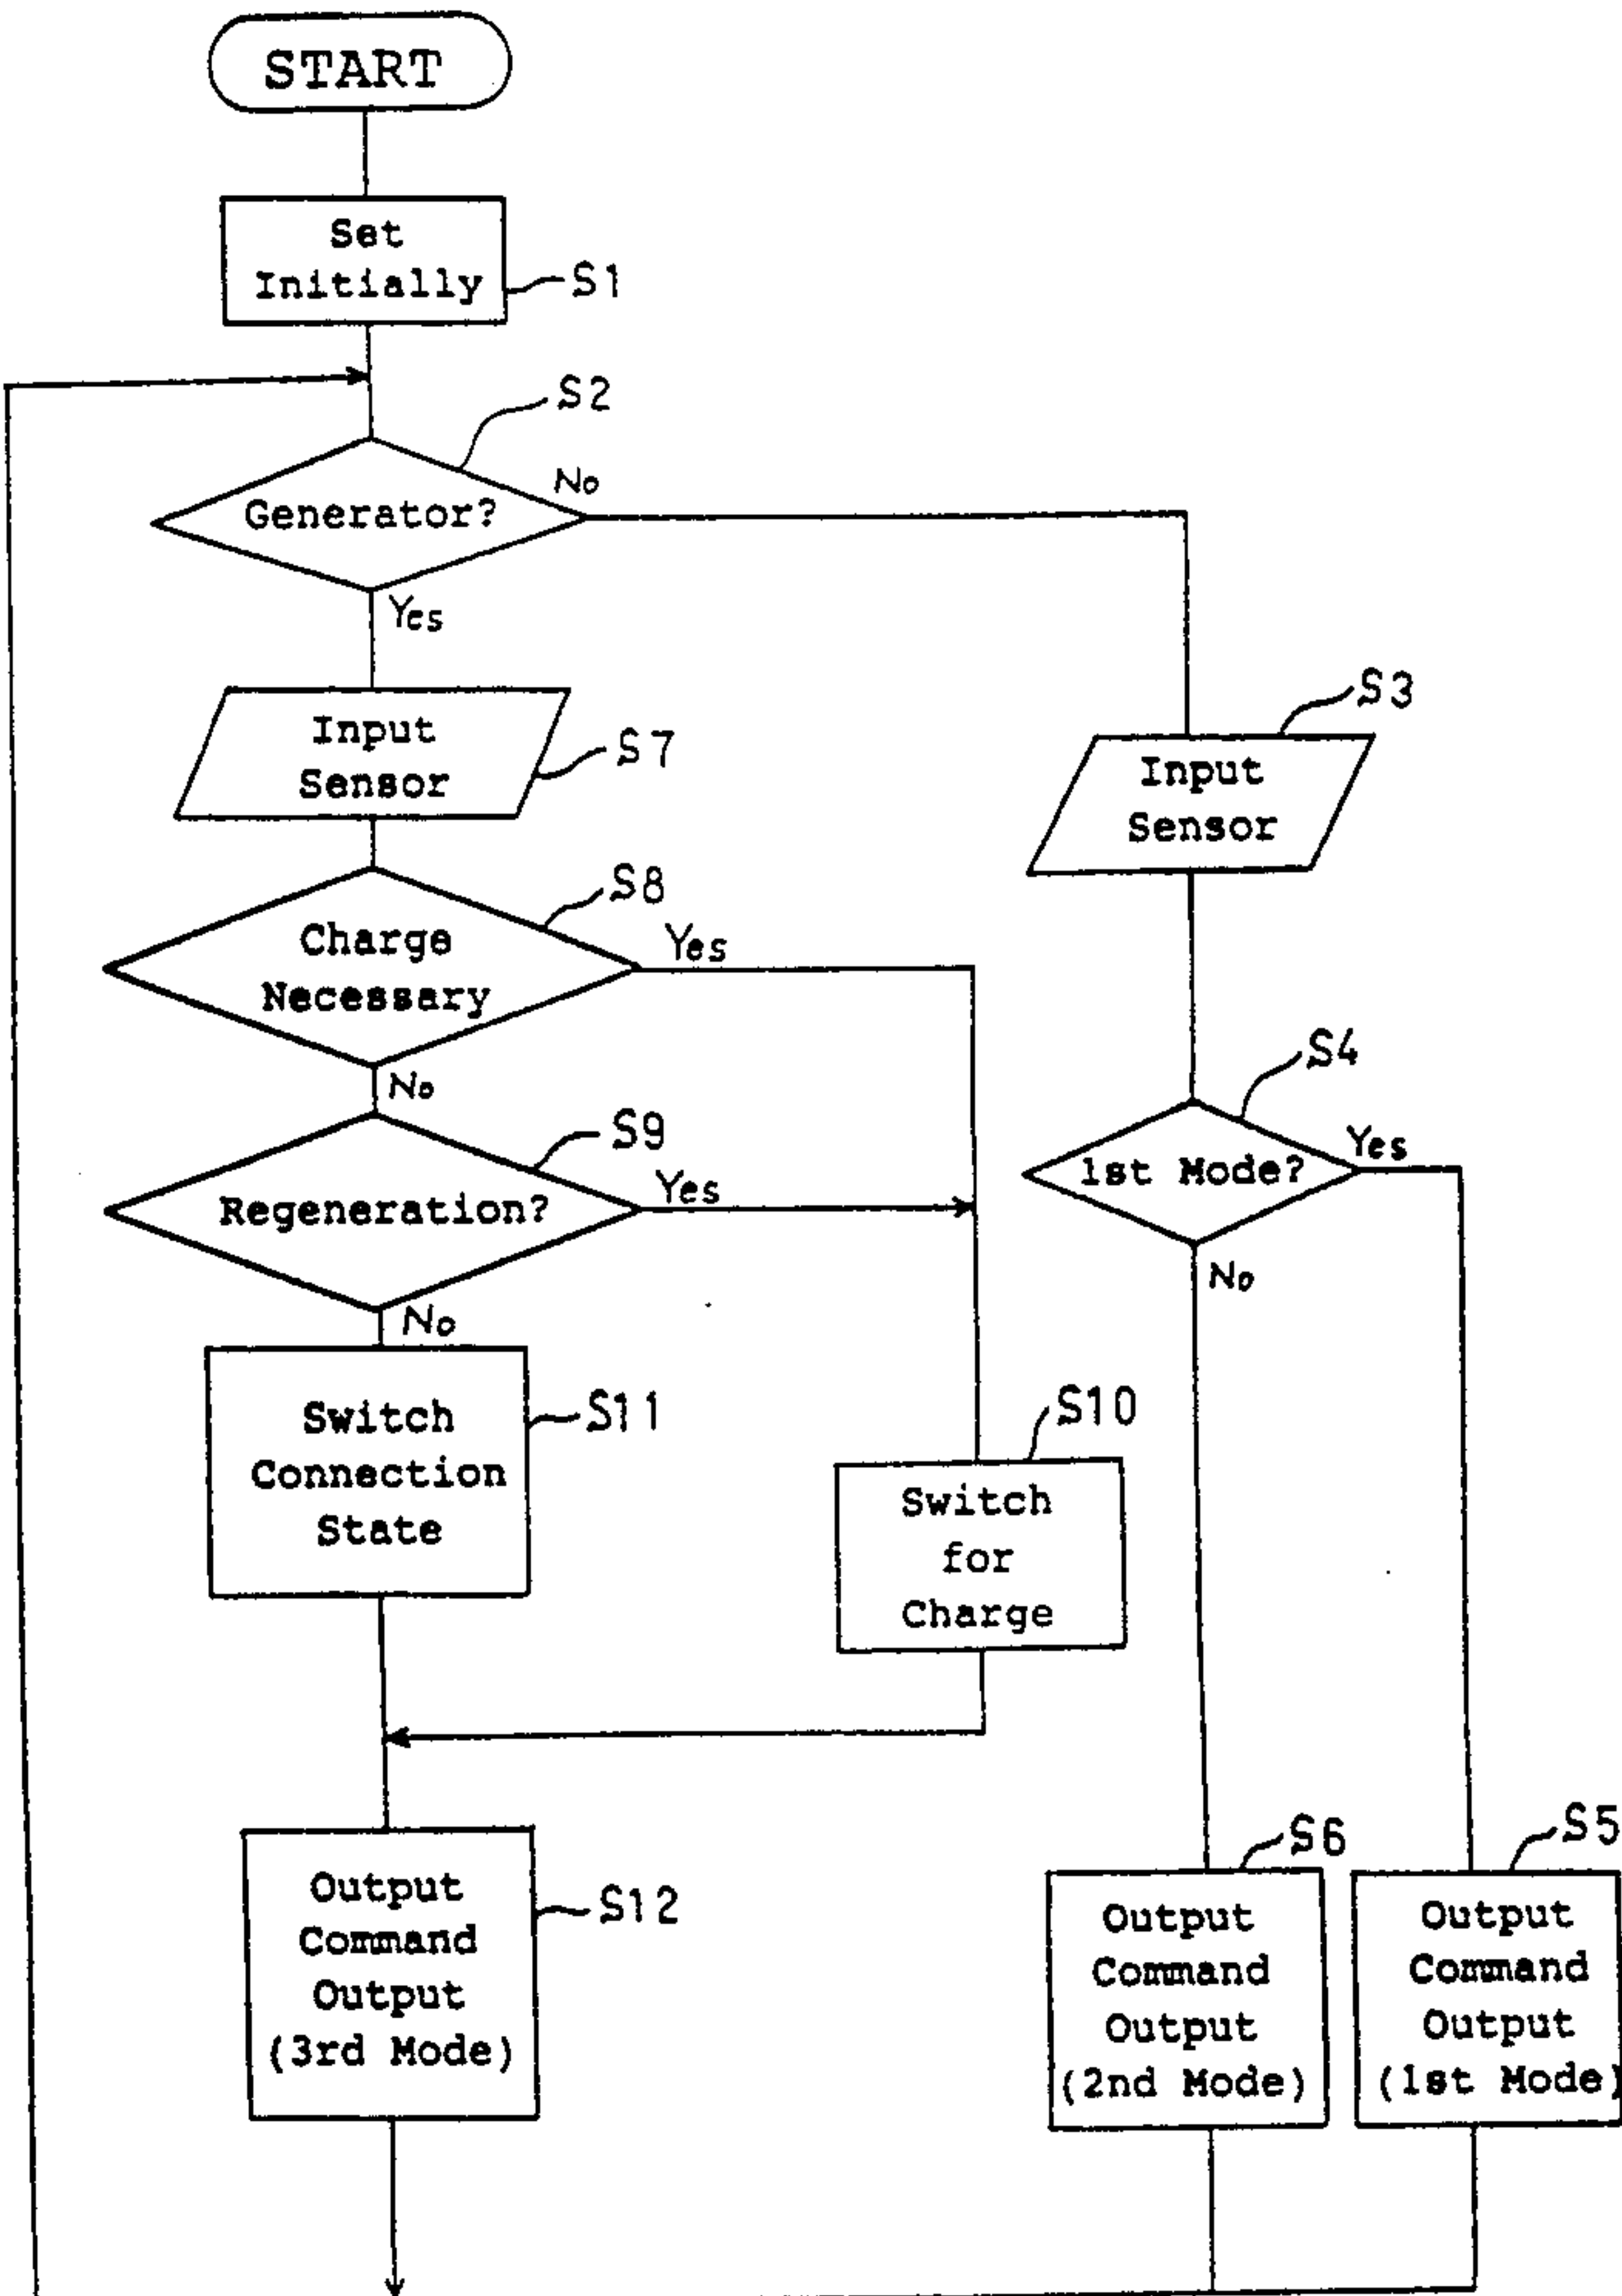 START
Set
Initially
S1
S2
Generator?
No
Yes
Input
Sensor
S7
S3
Input
Sensor
S8
Charge
Necessary
Yes
No
S4
1st Mode?
Yes
No
S9
Regeneration?
Yes
No
Switch
Connection
State
S11
S10
Switch
for
Charge
Output
Command
Output
(3rd Mode)
S12
S6
Output
Command
Output
(2nd Mode)
S5
Output
Command
Output
(1st Mode)